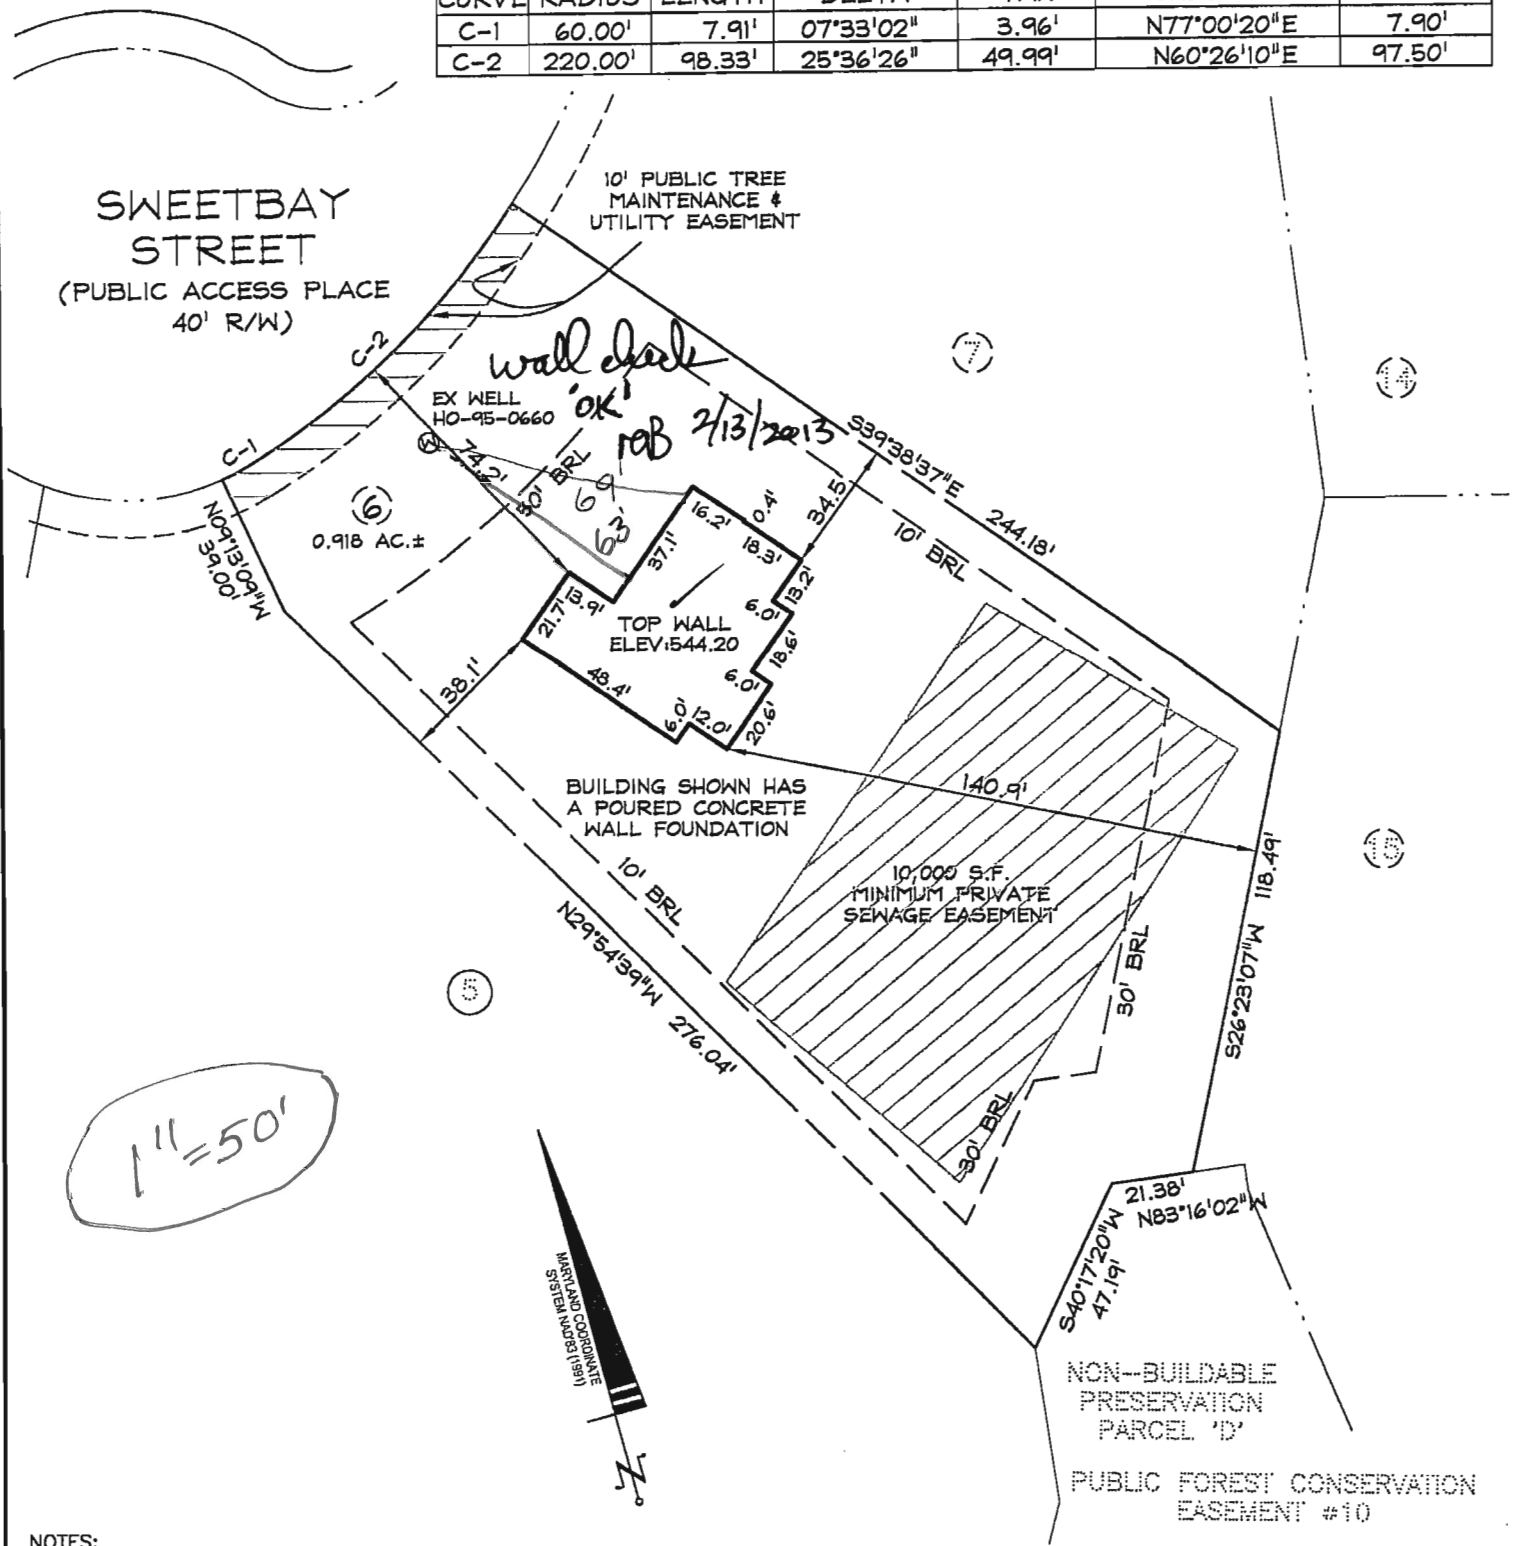 C-1 60.00' 7.91' 07°33'02" 3.96' N77°00'20"E 7.90'
C-2 220.00' 98.33' 25°36'26" 49.99' N60°26'10"E 97.50'
SWEETBAY
STREET
(PUBLIC ACCESS PLACE
40' R/W)
10' PUBLIC TREE
MAINTENANCE &
UTILITY EASEMENT
C-2
C-1
wall check
'OK'
2/13/2013
EX WELL
HO-95-0660
W
74.2'
50' BRL
69'
63'
7
14
S39°38'37"E
244.18'
34.5'
10' BRL
6
0.918 AC.±
N09°13'09"W
39.00'
16.2'
0.4'
18.3'
37.1'
13.2'
6.0'
18.6'
6.0'
20.6'
13.9'
21.7'
TOP WALL
ELEV:544.20
48.4'
6.0'
12.0'
38.1'
BUILDING SHOWN HAS
A POURED CONCRETE
WALL FOUNDATION
140.9'
10' BRL
10,000 S.F.
MINIMUM PRIVATE
SEWAGE EASEMENT
15
S26°23'07"W 118.49'
30' BRL
30' BRL
N29°54'39"W
276.04'
5
1"=50'
MARYLAND COORDINATE
SYSTEM NAD'83 (1991)
N
21.38'
N83°16'02"W
S40°17'20"W
47.19'
NON-BUILDABLE
PRESERVATION
PARCEL 'D'
PUBLIC FOREST CONSERVATION
EASEMENT #10
NOTES: